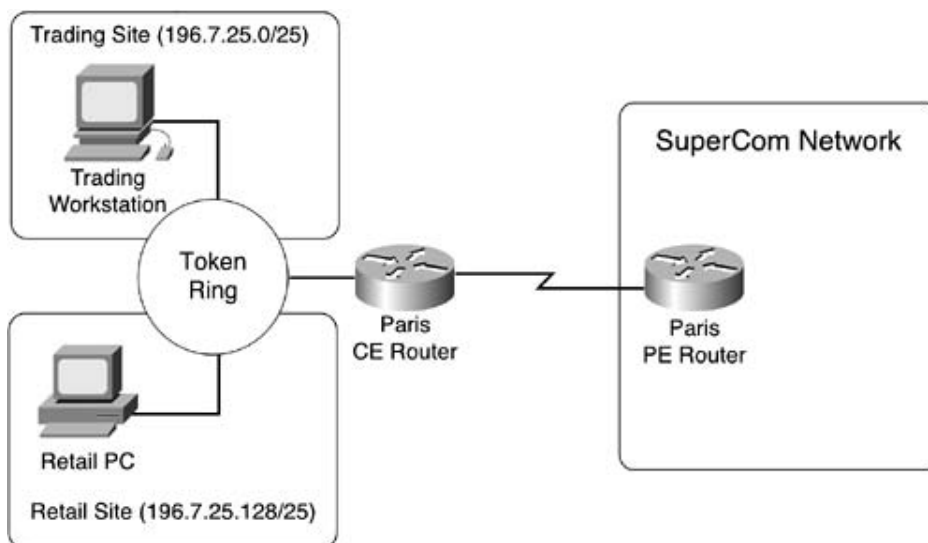 Trading Site (196.7.25.0/25)
Trading
Workstation
SuperCom Network
Token
Ring
Paris
CE Router
Paris
PE Router
Retail PC
Retail Site (196.7.25.128/25)